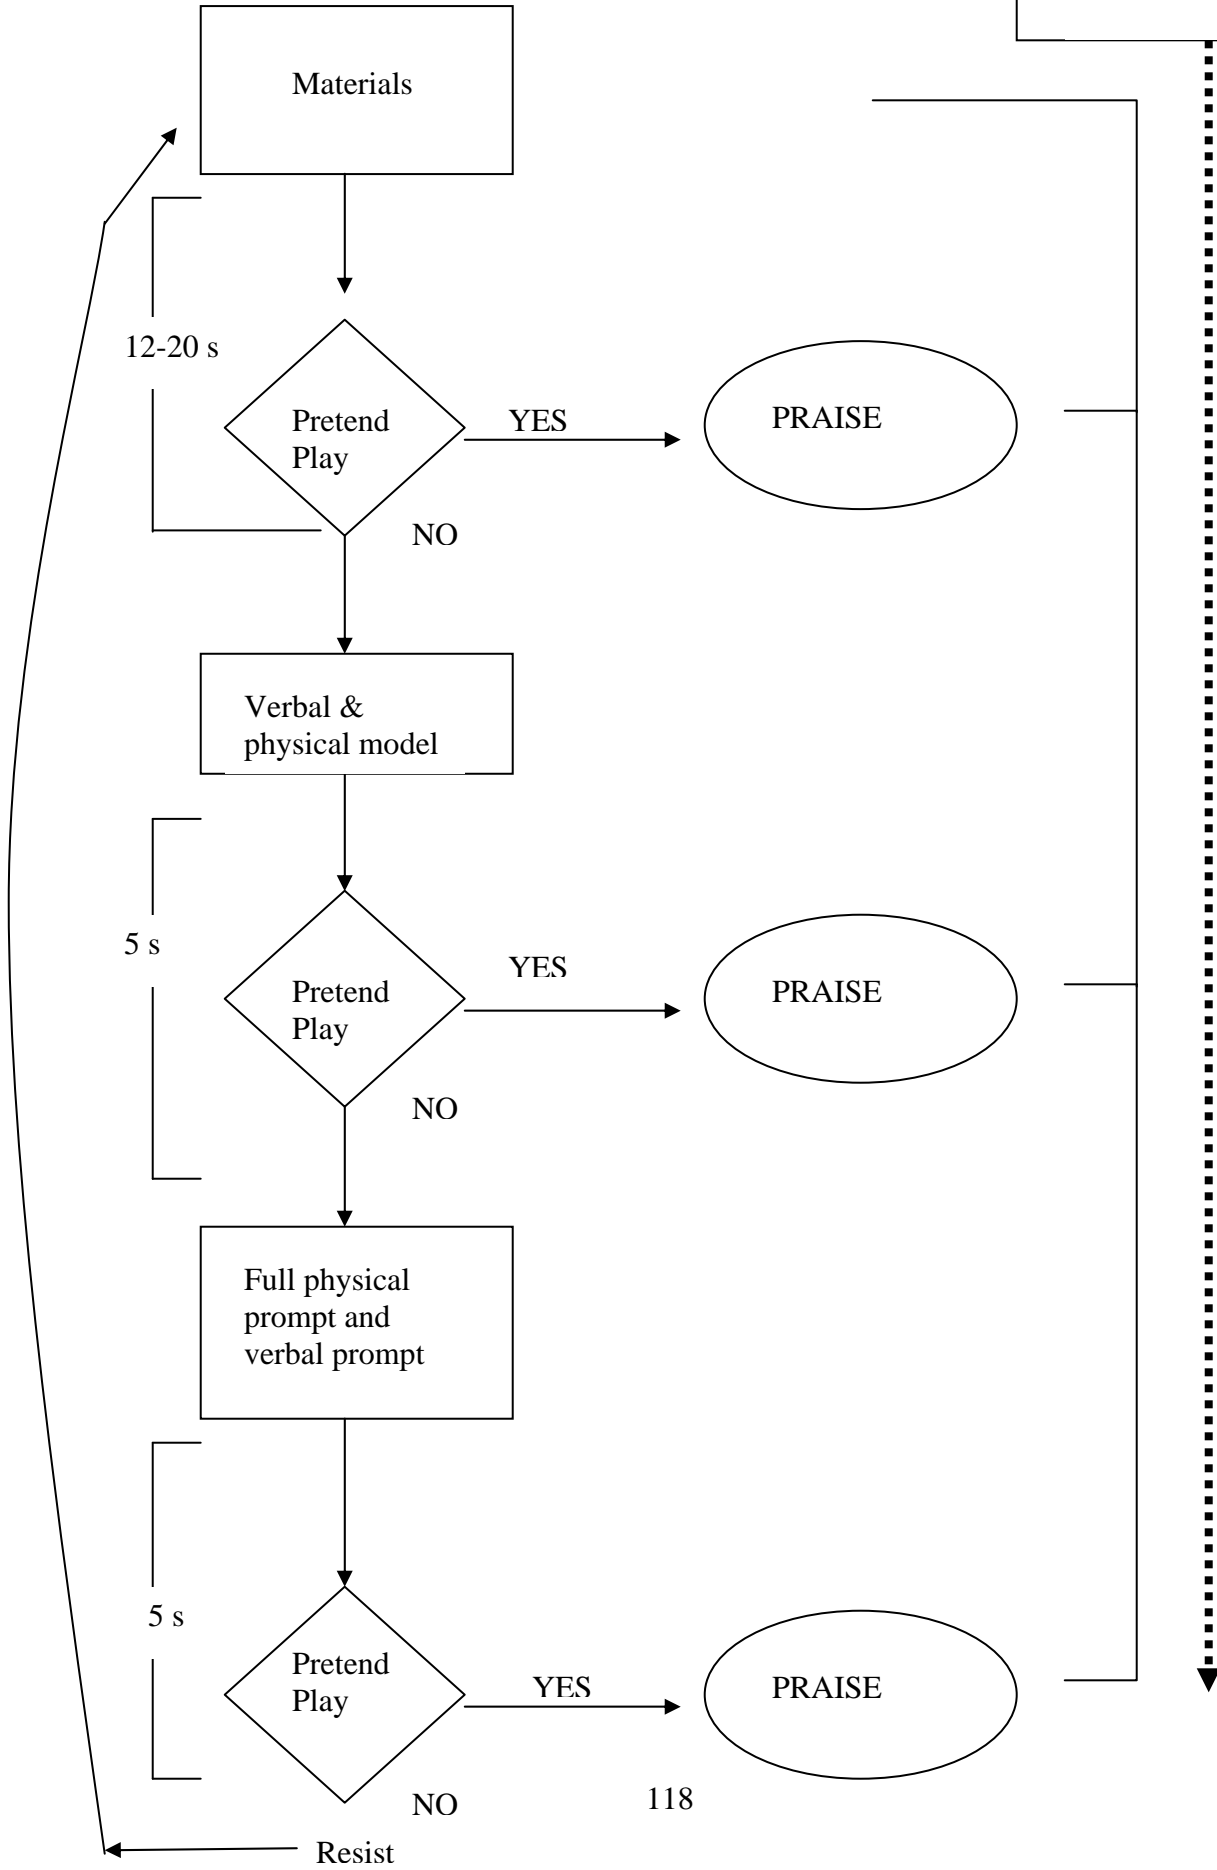 Materials
12-20 s
Pretend
Play
YES
PRAISE
NO
Verbal &
physical model
5 s
Pretend
Play
YES
PRAISE
NO
Full physical
prompt and
verbal prompt
5 s
Pretend
Play
YES
PRAISE
NO
118
Resist